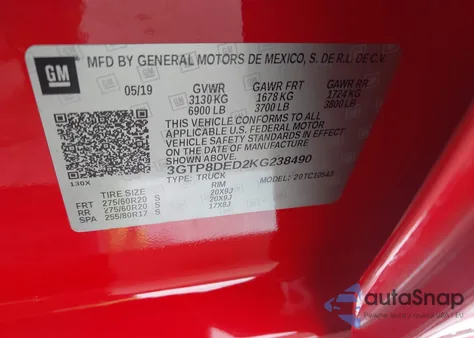 GM
MFD BY GENERAL MOTORS DE MEXICO, S. DE R.L. DE C.V.
05/19 GVWR GAWR FRT GAWR RR
3130 KG 1678 KG 1724 KG
6900 LB 3700 LB 3800 LB
THIS VEHICLE CONFORMS TO ALL
APPLICABLE U.S. FEDERAL MOTOR
VEHICLE SAFETY STANDARDS IN EFFECT
ON THE DATE OF MANUFACTURE SHOWN ABOVE.
3GTP8DED2KG238490
TYPE: TRUCK MODEL: 20TC10543
130X
TIRE SIZE RIM
FRT 275/60R20 S 20X9J
RR 275/60R20 S 20X9J
SPA 255/80R17 S 17X8J
autoSnap